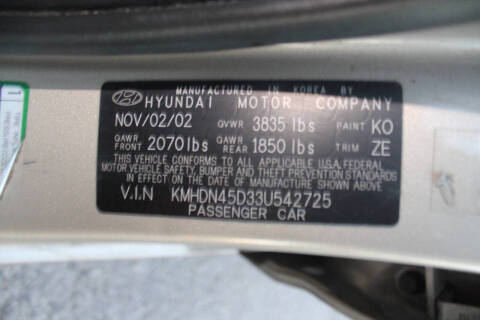 MANUFACTURED IN KOREA BY
HYUNDAI MOTOR COMPANY
NOV/02/02 GVWR 3835 lbs PAINT KO
GAWR FRONT 2070 lbs GAWR REAR 1850 lbs TRIM ZE
THIS VEHICLE CONFORMS TO ALL APPLICABLE U.S. FEDERAL
MOTOR VEHICLE SAFETY, BUMPER AND THEFT PREVENTION STANDARDS
IN EFFECT ON THE DATE OF MANUFACTURE SHOWN ABOVE.
V.I.N KMHDN45D33U542725
PASSENGER CAR